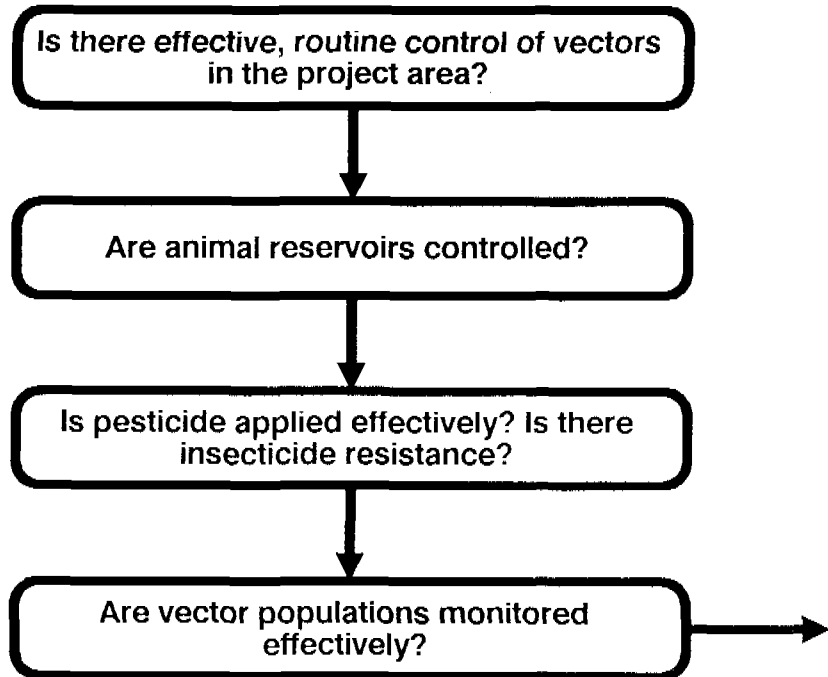 Is there effective, routine control of vectors
in the project area?
Are animal reservoirs controlled?
Is pesticide applied effectively? Is there
insecticide resistance?
Are vector populations monitored
effectively?